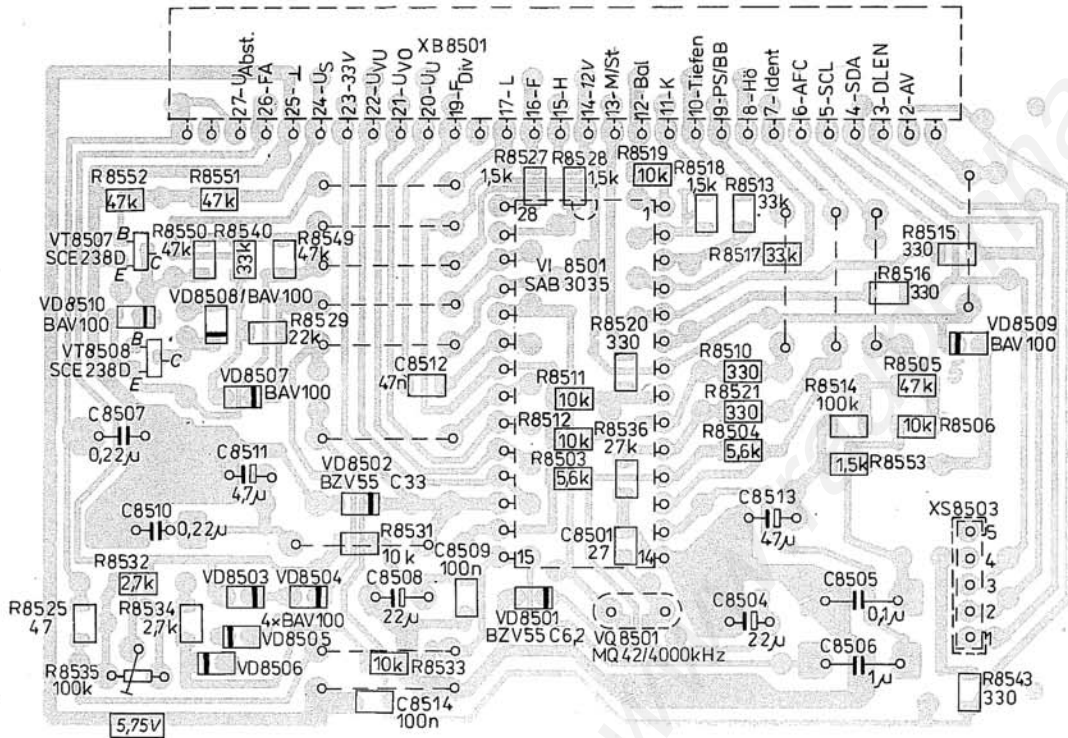 XB8501
27-UAbst.
26-FA
25-⊥
24-US
23-33V
22-UVU
21-UVO
20-UU
19-FDiv
17-L
16-F
15-H
14-12V
13-M/St.
12-Bal
11-K
10-Tiefen
9-PS/BB
8-Hö
7-Ident
6-AFC
5-SCL
4-SDA
3-DLEN
2-AV
R8552
47k
R8551
47k
R8527
1,5k
R8528
1,5k
R8519
10k
R8518
1,5k
R8513
33k
28
1
VT8507
SCE238D
B
C
E
R8550
47k
R8540
33k
R8549
4,7k
VI 8501
SAB 3035
R8517
33k
R8515
330
R8516
330
VD8510
BAV100
VD8508/BAV100
R8529
22k
R8520
330
VD8509
BAV100
VT8508
SCE238D
B
C
E
VD8507
BAV100
C8512
47n
R8511
10k
R8510
330
R8505
47k
R8521
330
R8514
100k
C8507
0,22µ
R8512
10k
R8536
27k
R8504
5,6k
10k
R8506
C8511
4,7µ
VD8502
BZV55 C33
R8503
5,6k
1,5k
R8553
C8510
0,22µ
R8531
10k
C8509
100n
C8501
27
15
14
C8513
47µ
XS8503
5
4
3
2
1
R8532
2,7k
VD8503
VD8504
4×BAV100
C8508
22µ
C8505
0,1µ
R8525
47
R8534
2,7k
VD8505
VD8506
VD8501
BZV55 C6,2
VQ8501
MQ42/4000kHz
C8504
22µ
R8535
100k
10k
R8533
C8506
1µ
R8543
330
C8514
100n
5,75V